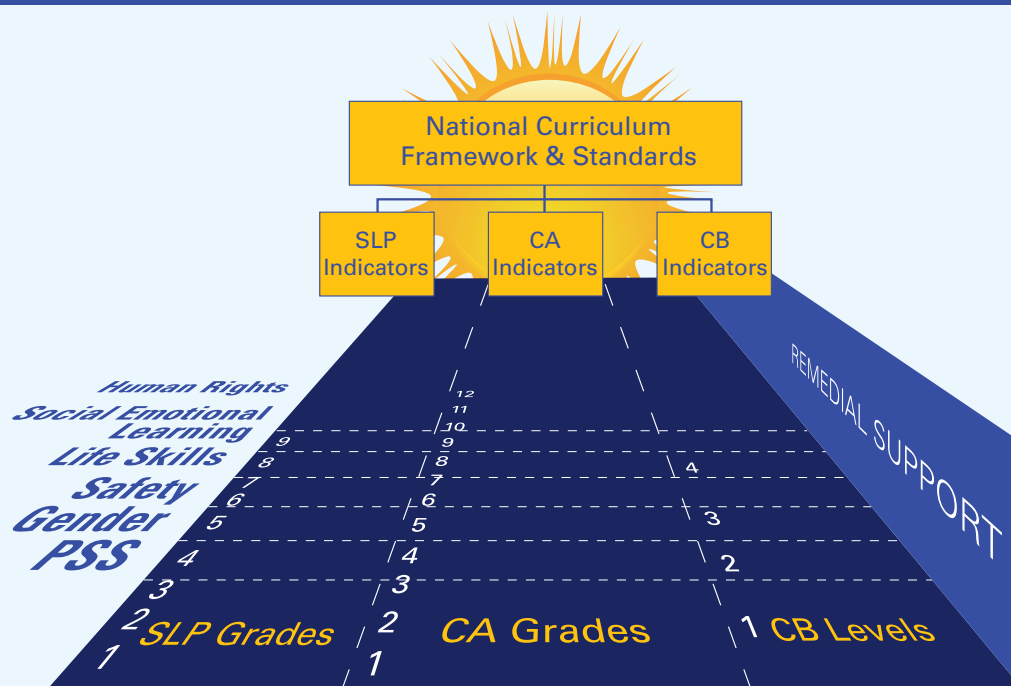 National Curriculum
Framework & Standards
SLP
Indicators
CA
Indicators
CB
Indicators
Human Rights
Social Emotional
Learning
Life Skills
Safety
Gender
PSS
9
8
7
6
5
4
3
2
1
SLP Grades
12
11
10
9
8
7
6
5
4
3
2
1
CA Grades
4
3
2
1
CB Levels
REMEDIAL SUPPORT